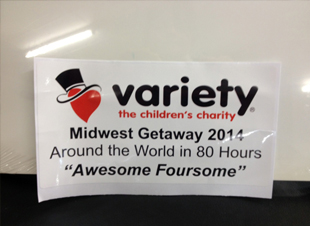 variety®
the children's charity
Midwest Getaway 2014
Around the World in 80 Hours
"Awesome Foursome"